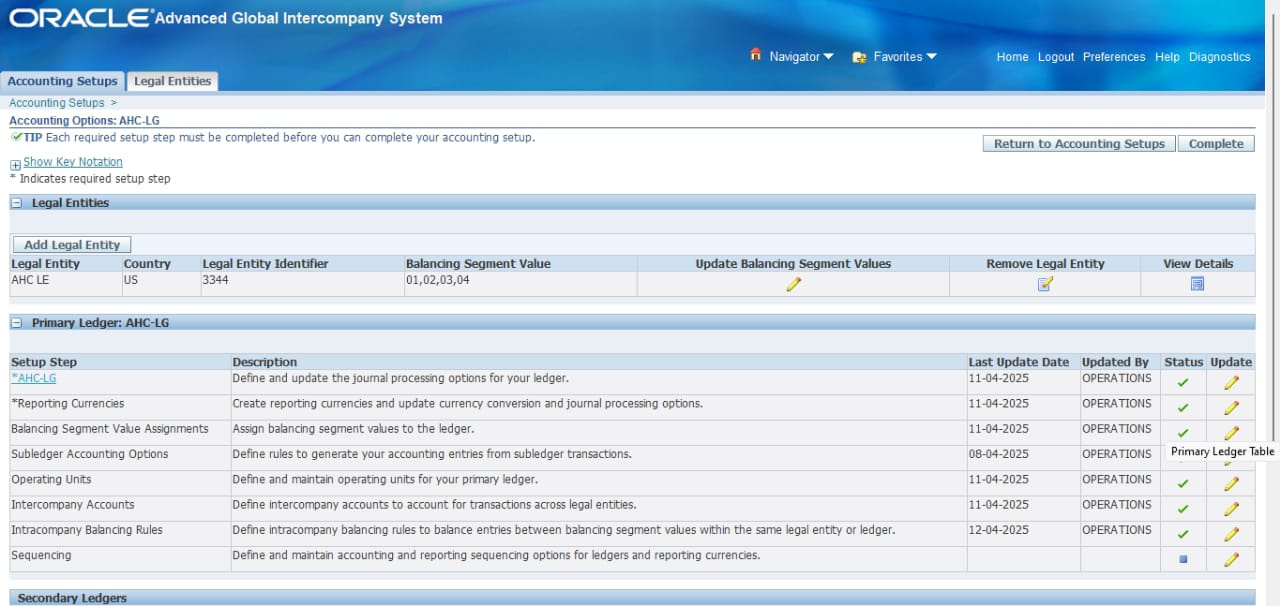 ORACLE® Advanced Global Intercompany System
Navigator Favorites Home Logout Preferences Help Diagnostics
Accounting Setups Legal Entities
Accounting Setups >
Accounting Options: AHC-LG
TIP Each required setup step must be completed before you can complete your accounting setup.
Return to Accounting Setups Complete
Show Key Notation
* Indicates required setup step
Legal Entities
Add Legal Entity
Legal Entity Country Legal Entity Identifier Balancing Segment Value Update Balancing Segment Values Remove Legal Entity View Details
AHC LE US 3344 01,02,03,04
Primary Ledger: AHC-LG
Setup Step Description Last Update Date Updated By Status Update
*AHC-LG Define and update the journal processing options for your ledger. 11-04-2025 OPERATIONS
*Reporting Currencies Create reporting currencies and update currency conversion and journal processing options. 11-04-2025 OPERATIONS
Balancing Segment Value Assignments Assign balancing segment values to the ledger. 11-04-2025 OPERATIONS
Primary Ledger Table
Subledger Accounting Options Define rules to generate your accounting entries from subledger transactions. 08-04-2025 OPERATIONS
Operating Units Define and maintain operating units for your primary ledger. 11-04-2025 OPERATIONS
Intercompany Accounts Define intercompany accounts to account for transactions across legal entities. 11-04-2025 OPERATIONS
Intracompany Balancing Rules Define intracompany balancing rules to balance entries between balancing segment values within the same legal entity or ledger. 12-04-2025 OPERATIONS
Sequencing Define and maintain accounting and reporting sequencing options for ledgers and reporting currencies.
Secondary Ledgers